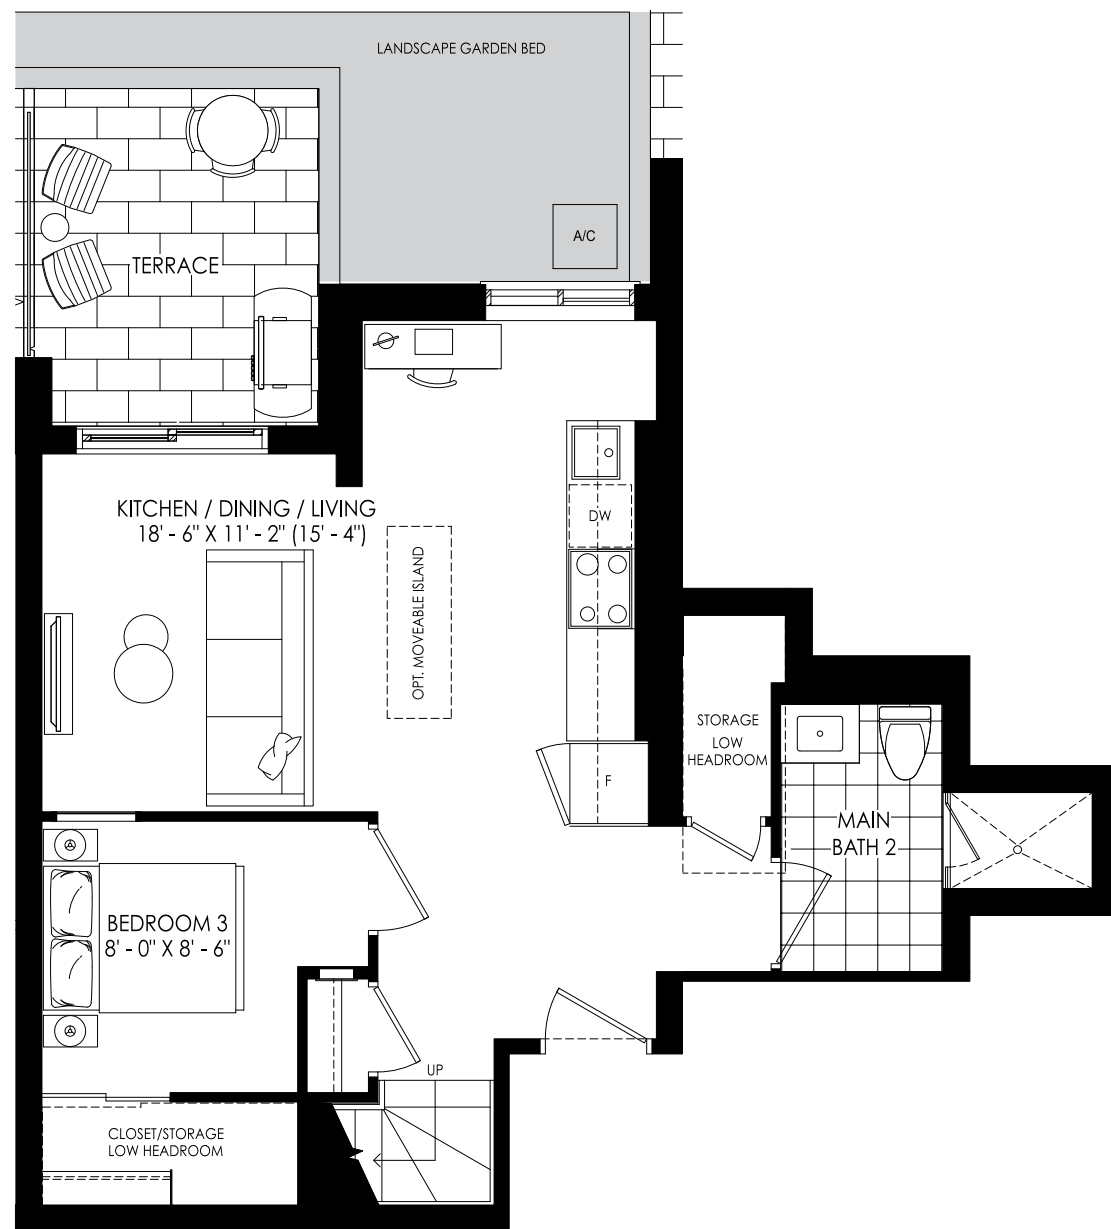 LANDSCAPE GARDEN BED
A/C
TERRACE
KITCHEN / DINING / LIVING
18' - 6" X 11' - 2" (15' - 4")
DW
OPT. MOVEABLE ISLAND
STORAGE
LOW
HEADROOM
F
MAIN
BATH 2
BEDROOM 3
8' - 0" X 8' - 6"
UP
CLOSET/STORAGE
LOW HEADROOM